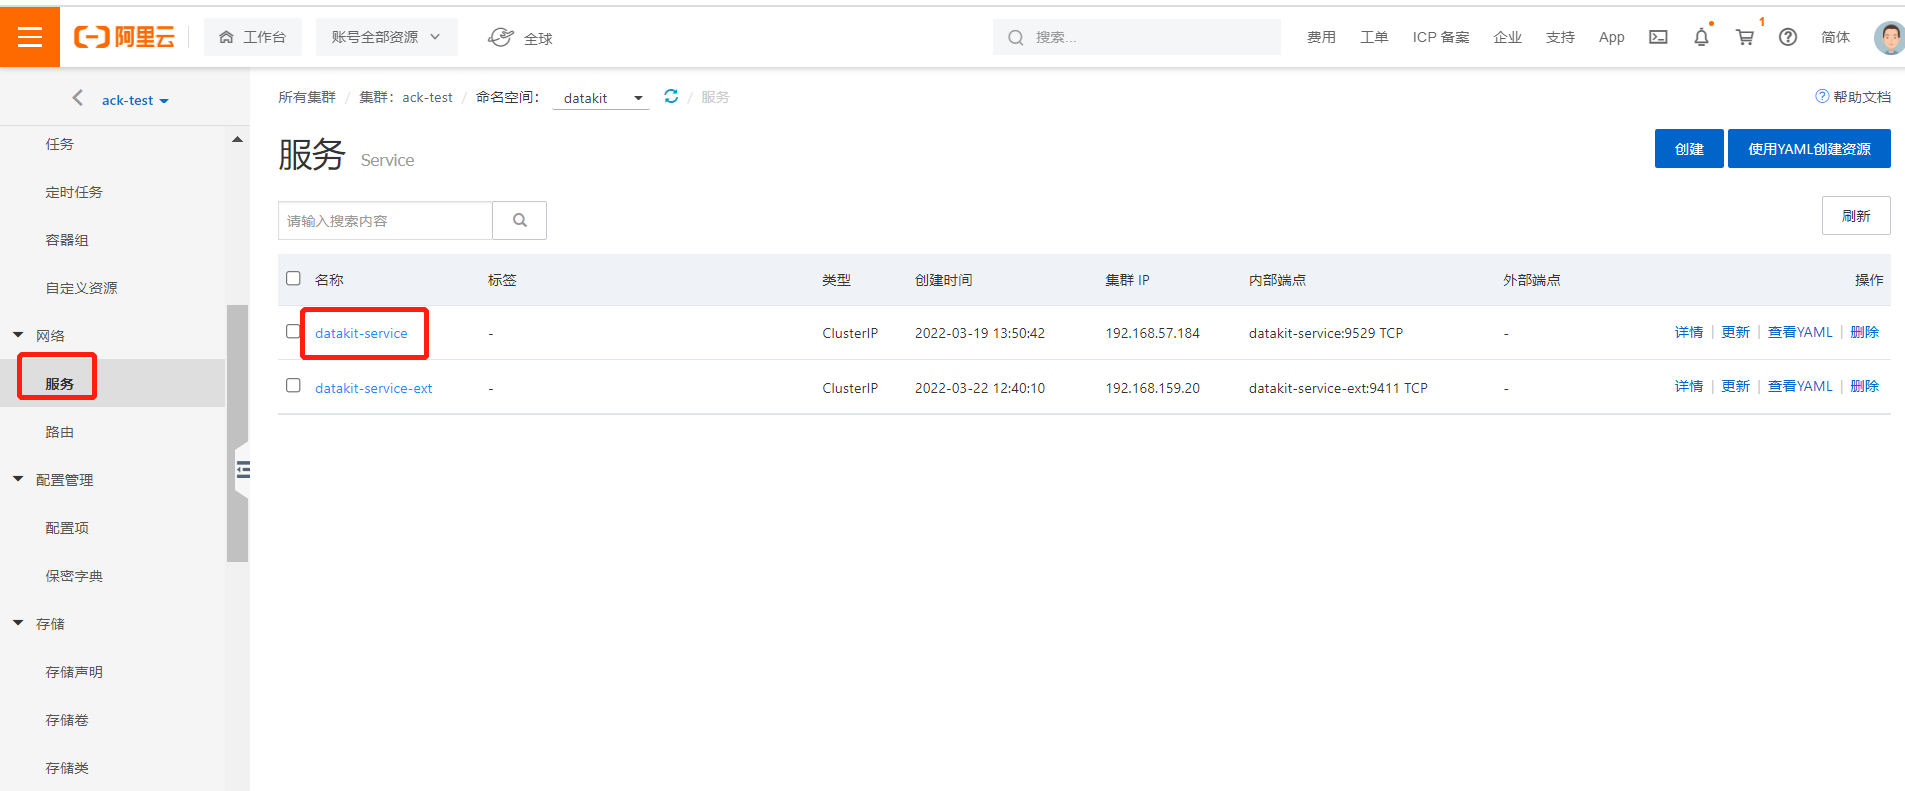 阿里云 工作台 账号全部资源 全球 搜索... 费用 工单 ICP 备案 企业 支持 App 1 简体
ack-test
任务
定时任务
容器组
自定义资源
网络
服务
路由
配置管理
配置项
保密字典
存储
存储声明
存储卷
存储类
所有集群 / 集群: ack-test / 命名空间: datakit / 服务 帮助文档
服务 Service
创建 使用YAML创建资源
请输入搜索内容 刷新
名称 标签 类型 创建时间 集群 IP 内部端点 外部端点 操作
datakit-service - ClusterIP 2022-03-19 13:50:42 192.168.57.184 datakit-service:9529 TCP - 详情 | 更新 | 查看YAML | 删除
datakit-service-ext - ClusterIP 2022-03-22 12:40:10 192.168.159.20 datakit-service-ext:9411 TCP - 详情 | 更新 | 查看YAML | 删除